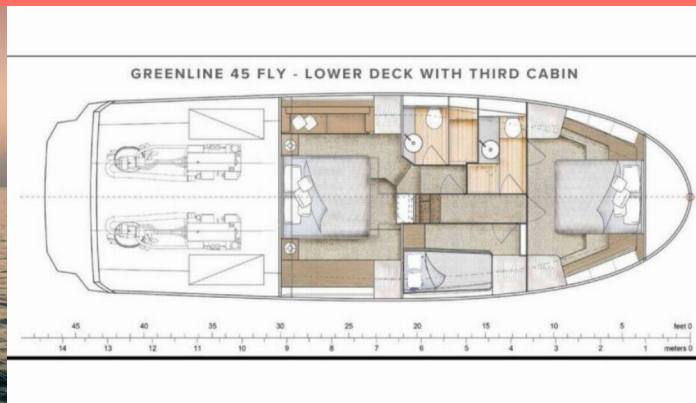 GREENLINE 45 FLY - LOWER DECK WITH THIRD CABIN
45 40 35 30 25 20 15 10 5 feet 0
14 13 12 11 10 9 8 7 6 5 4 3 2 1 meters 0